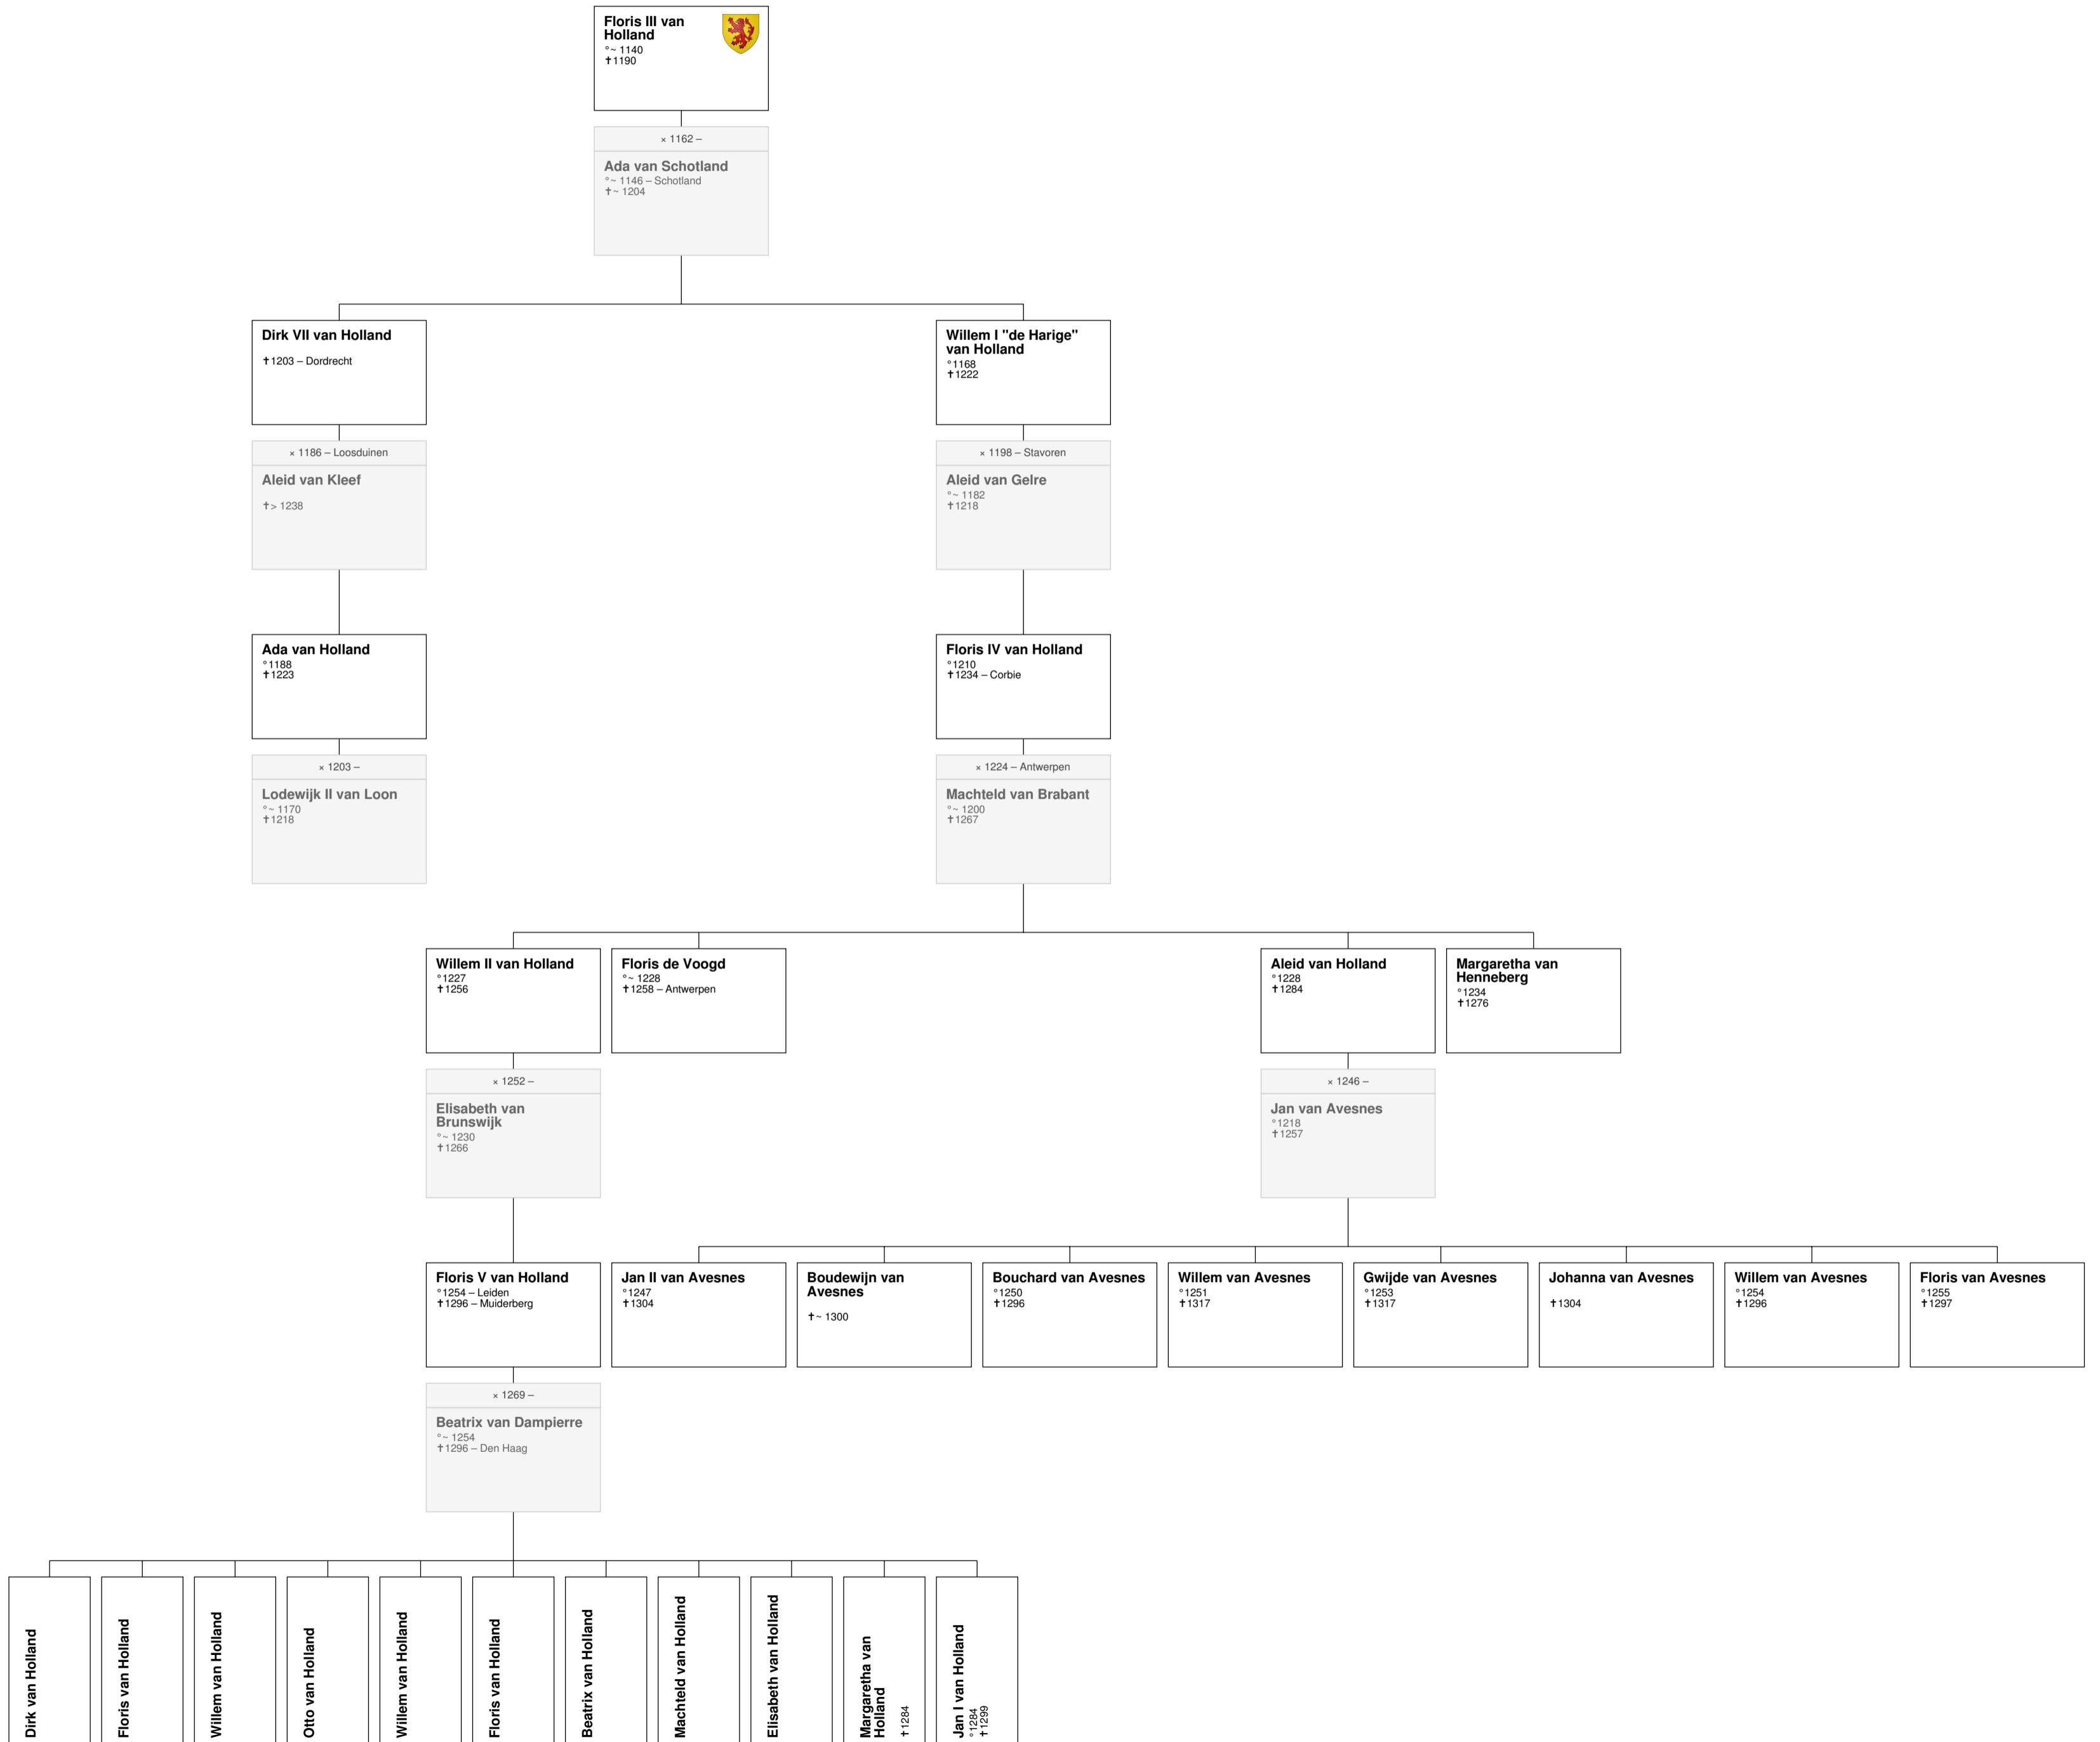 Floris III van
Holland
°~ 1140
✝1190
× 1162 –
Ada van Schotland
°~ 1146 – Schotland
✝~ 1204
Dirk VII van Holland
✝1203 – Dordrecht
Willem I "de Harige"
van Holland
°1168
✝1222
× 1186 – Loosduinen
Aleid van Kleef
✝> 1238
× 1198 – Stavoren
Aleid van Gelre
°~ 1182
✝1218
Ada van Holland
°1188
✝1223
Floris IV van Holland
°1210
✝1234 – Corbie
× 1203 –
Lodewijk II van Loon
°~ 1170
✝1218
× 1224 – Antwerpen
Machteld van Brabant
°~ 1200
✝1267
Willem II van Holland
°1227
✝1256
Floris de Voogd
°~ 1228
✝1258 – Antwerpen
Aleid van Holland
°1228
✝1284
Margaretha van
Henneberg
°1234
✝1276
× 1252 –
Elisabeth van
Brunswijk
°~ 1230
✝1266
× 1246 –
Jan van Avesnes
°1218
✝1257
Floris V van Holland
°1254 – Leiden
✝1296 – Muiderberg
Jan II van Avesnes
°1247
✝1304
Boudewijn van
Avesnes
✝~ 1300
Bouchard van Avesnes
°1250
✝1296
Willem van Avesnes
°1251
✝1317
Gwijde van Avesnes
°1253
✝1317
Johanna van Avesnes
✝1304
Willem van Avesnes
°1254
✝1296
Floris van Avesnes
°1255
✝1297
× 1269 –
Beatrix van Dampierre
°~ 1254
✝1296 – Den Haag
Dirk van Holland
Floris van Holland
Willem van Holland
Otto van Holland
Willem van Holland
Floris van Holland
Beatrix van Holland
Machteld van Holland
Elisabeth van Holland
Margaretha van
Holland
✝1284
Jan I van Holland
°1284
✝1299